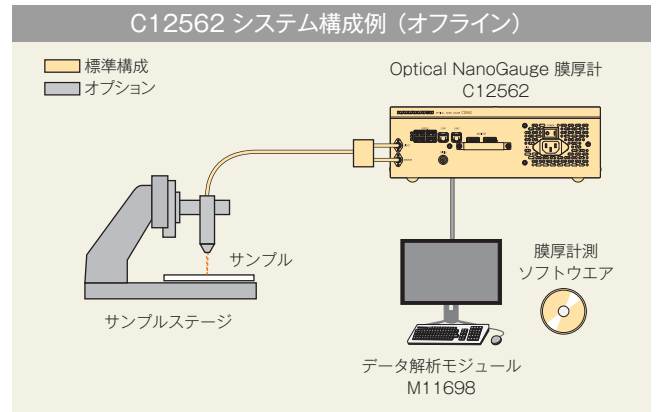 C12562 システム構成例（オフライン）
標準構成
オプション
Optical NanoGauge 膜厚計
C12562
サンプル
サンプルステージ
膜厚計測
ソフトウエア
データ解析モジュール
M11698